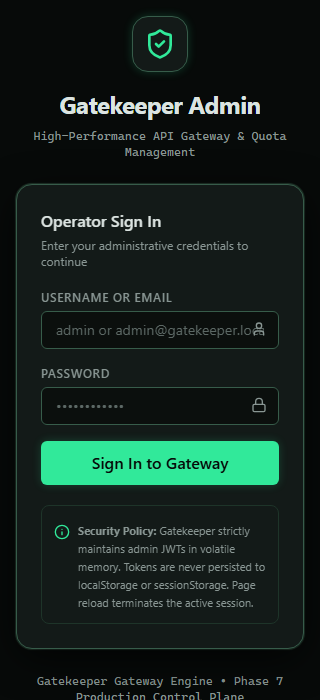 Gatekeeper Admin
High-Performance API Gateway & Quota
Management
Operator Sign In
Enter your administrative credentials to
continue
USERNAME OR EMAIL
admin or admin@gatekeeper.lo
PASSWORD
••••••••••••
Sign In to Gateway
Security Policy: Gatekeeper strictly
maintains admin JWTs in volatile
memory. Tokens are never persisted to
localStorage or sessionStorage. Page
reload terminates the active session.
Gatekeeper Gateway Engine • Phase 7
Production Control Plane